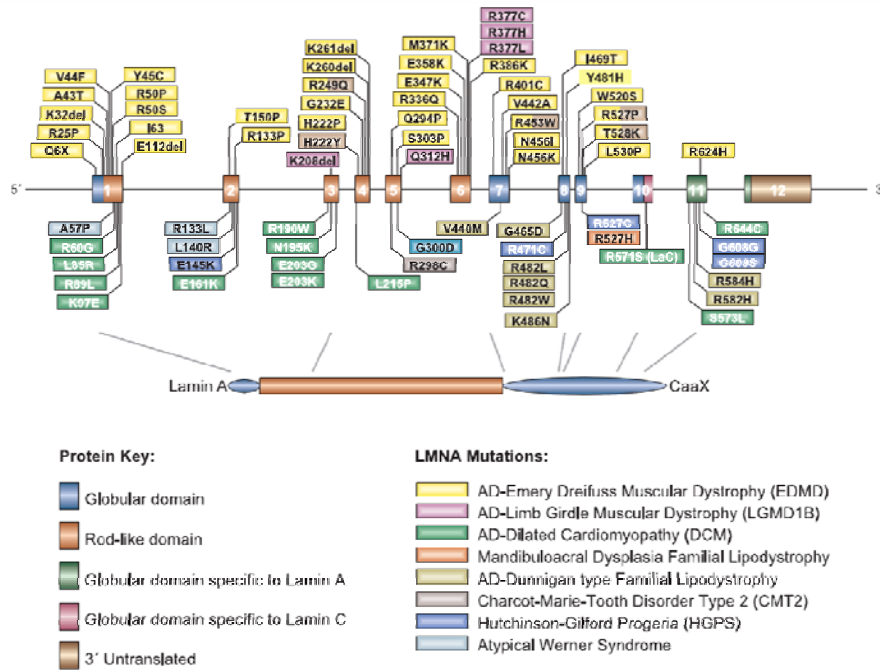 R377C
R377H
R377L
K261del
M371K
K260del
E358K
R386K
I469T
V44F
Y45C
R249Q
E347K
R401C
Y481H
A43T
R50P
G232E
R336Q
V442A
W520S
K32del
R50S
T150P
H222P
Q294P
R453W
R527P
R25P
I63
R133P
H222Y
S303P
N456I
T528K
Q6X
E112del
K208del
Q312H
N456K
L530P
R624H
5´
1
2
3
4
5
6
7
8
9
10
11
12
A57P
R133L
R190W
V440M
G465D
R527C
R644C
R60G
L140R
N195K
G300D
R471C
R527H
G608G
L85R
E145K
E203G
R298C
R482L
R571S (LaC)
G608S
R89L
E161K
E203K
L215P
R482Q
R584H
K97E
R482W
R582H
K486N
S573L
Lamin A
CaaX
Protein Key:
Globular domain
Rod-like domain
Globular domain specific to Lamin A
Globular domain specific to Lamin C
3´ Untranslated
LMNA Mutations:
AD-Emery Dreifuss Muscular Dystrophy (EDMD)
AD-Limb Girdle Muscular Dystrophy (LGMD1B)
AD-Dilated Cardiomyopathy (DCM)
Mandibuloacral Dysplasia Familial Lipodystrophy
AD-Dunnigan type Familial Lipodystrophy
Charcot-Marie-Tooth Disorder Type 2 (CMT2)
Hutchinson-Gilford Progeria (HGPS)
Atypical Werner Syndrome